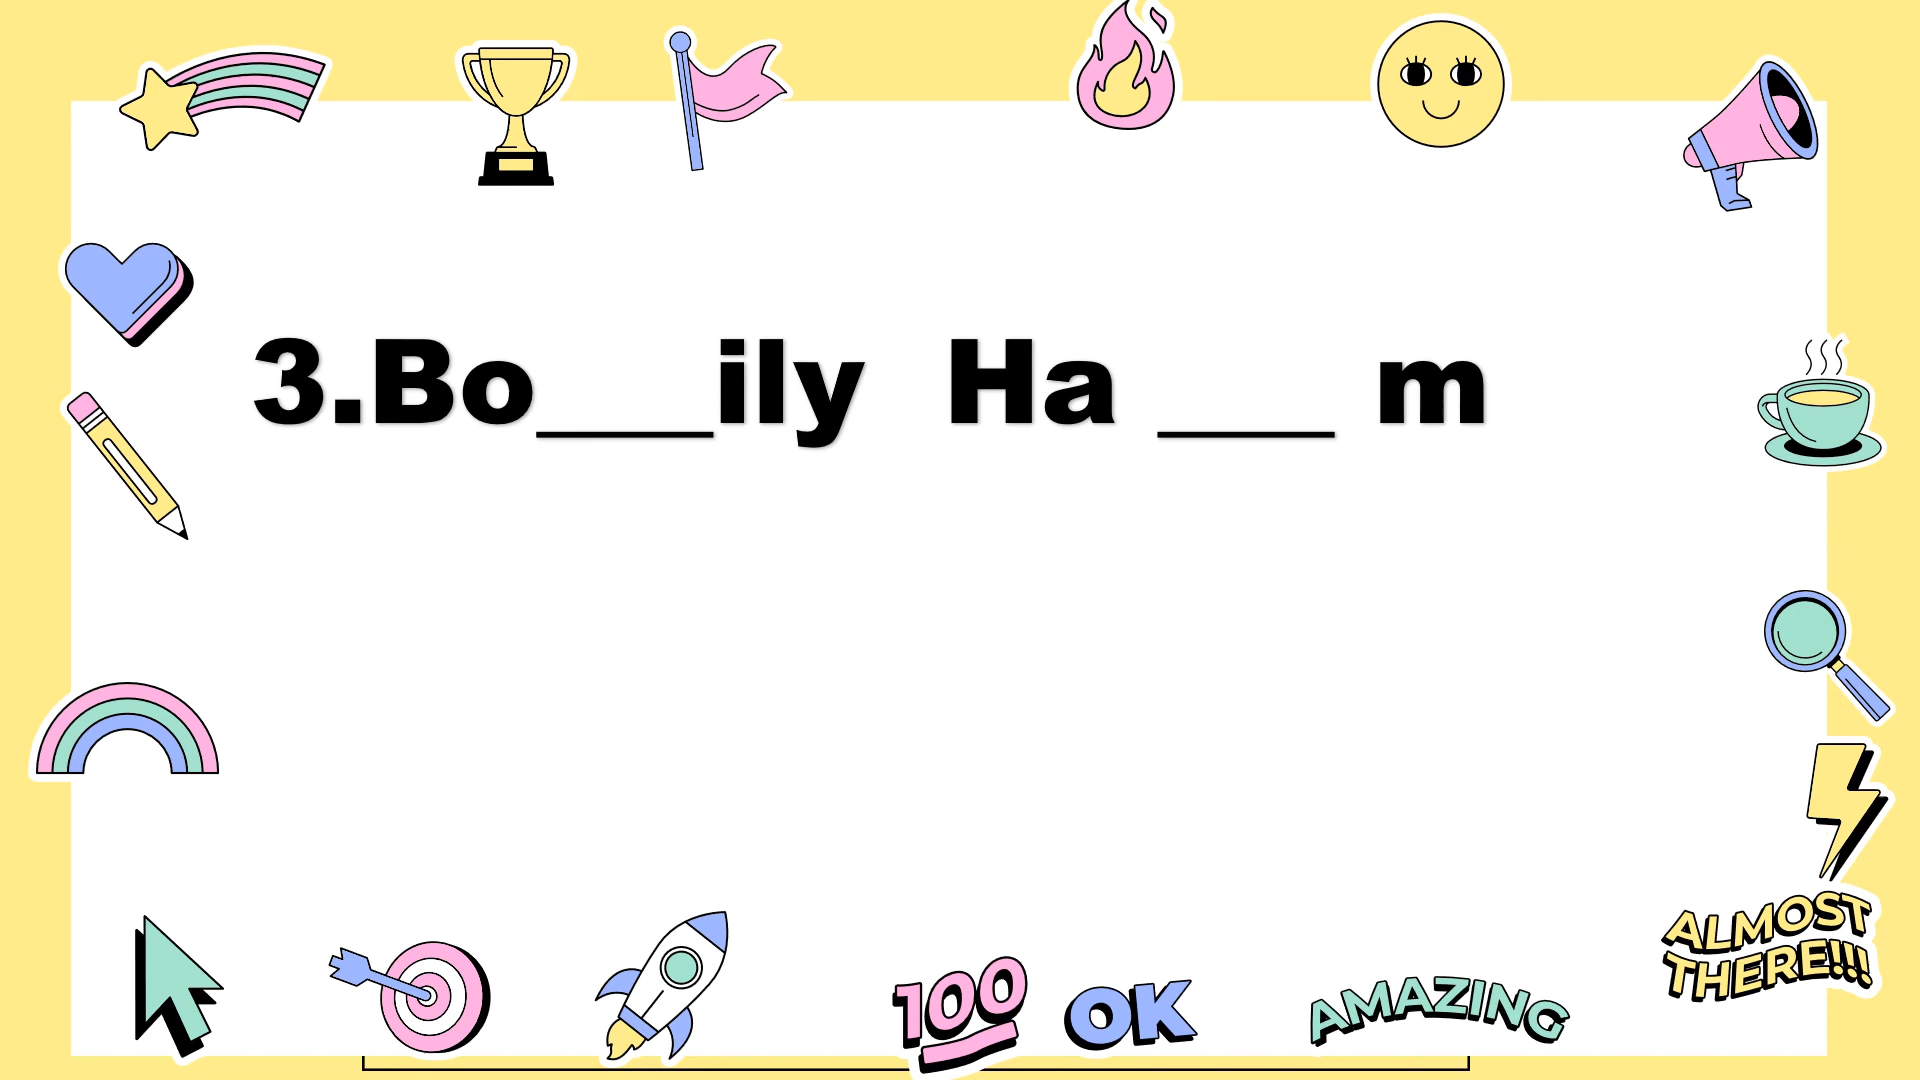 3.Bo___ily Ha ___ m
100
OK
AMAZING
ALMOST
THERE!!!